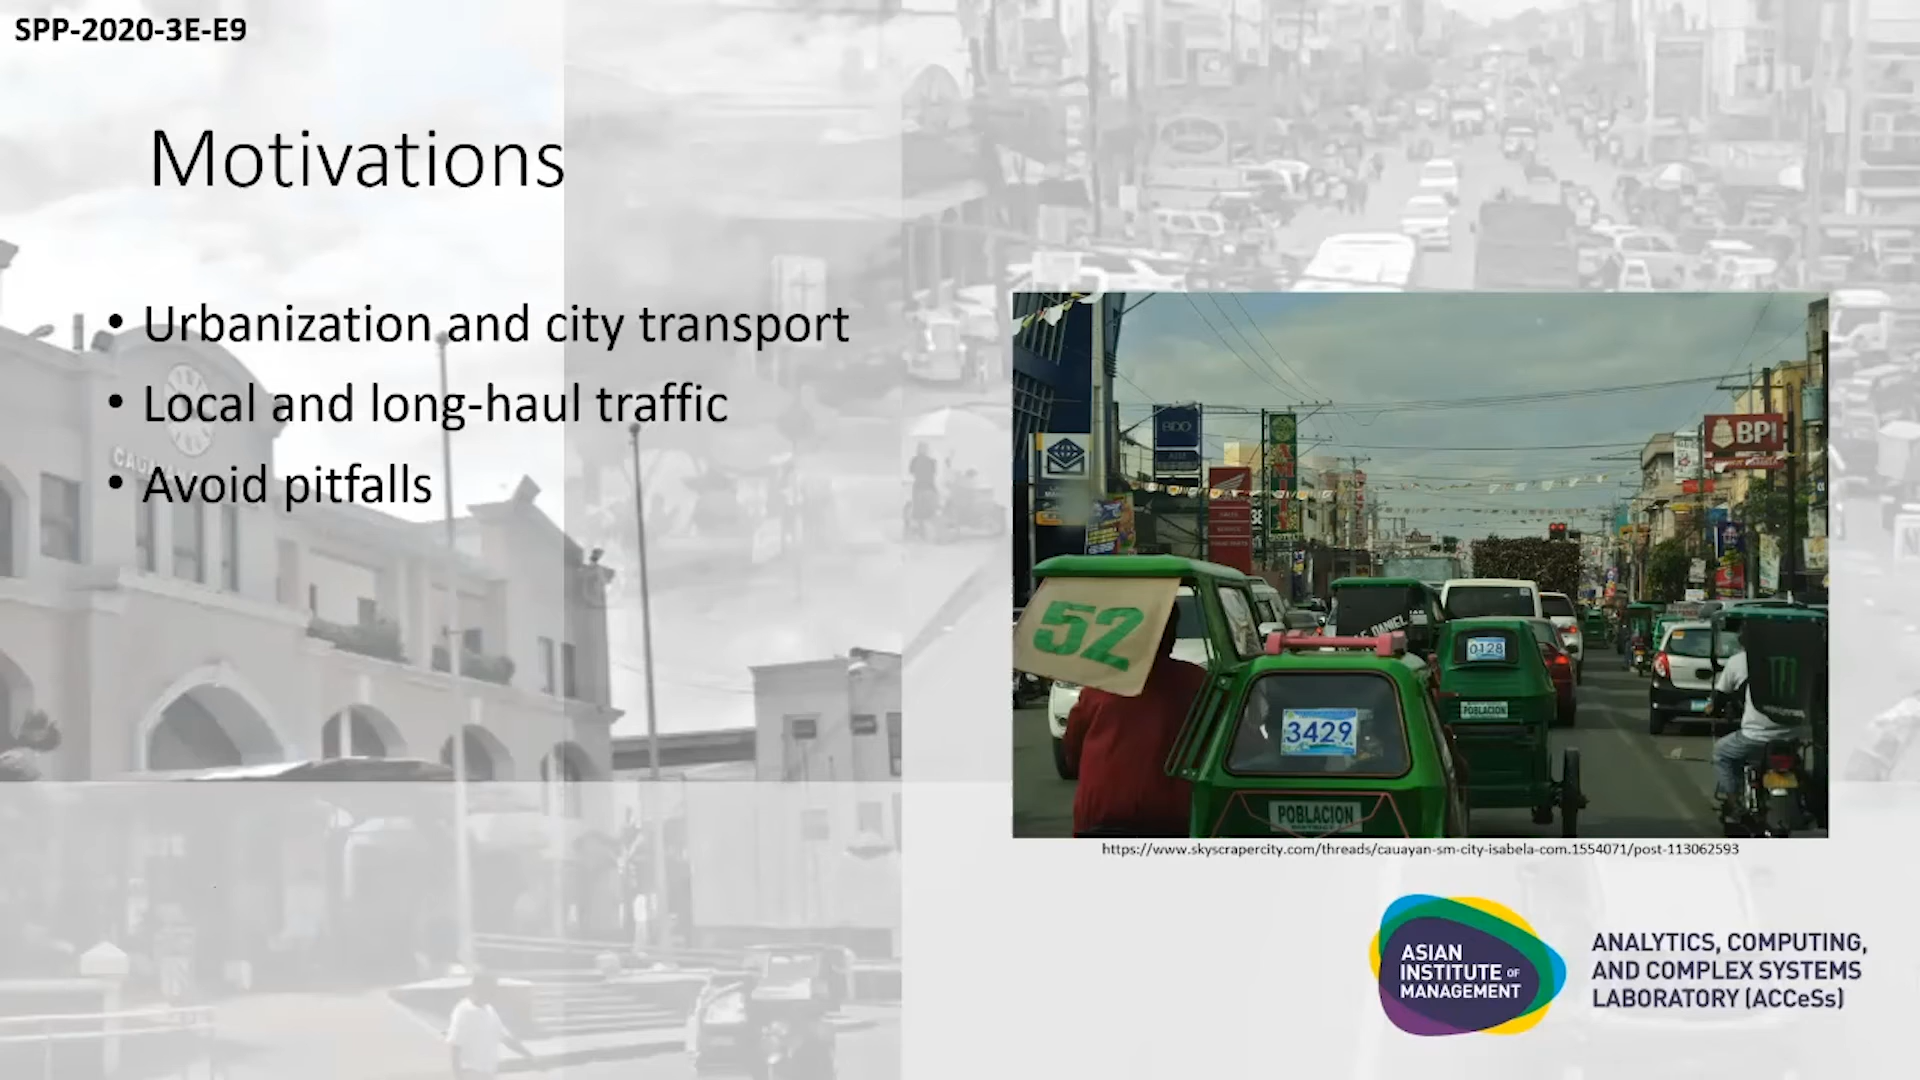 SPP-2020-3E-E9
Motivations
• Urbanization and city transport
• Local and long-haul traffic
• Avoid pitfalls
CAUAYAN
BDO
BPI
52
DANIEL
0128
POBLACION
3429
POBLACION
https://www.skyscrapercity.com/threads/cauayan-sm-city-isabela-com.1554071/post-113062593
ASIAN
INSTITUTE OF
MANAGEMENT
ANALYTICS, COMPUTING,
AND COMPLEX SYSTEMS
LABORATORY (ACCeSs)